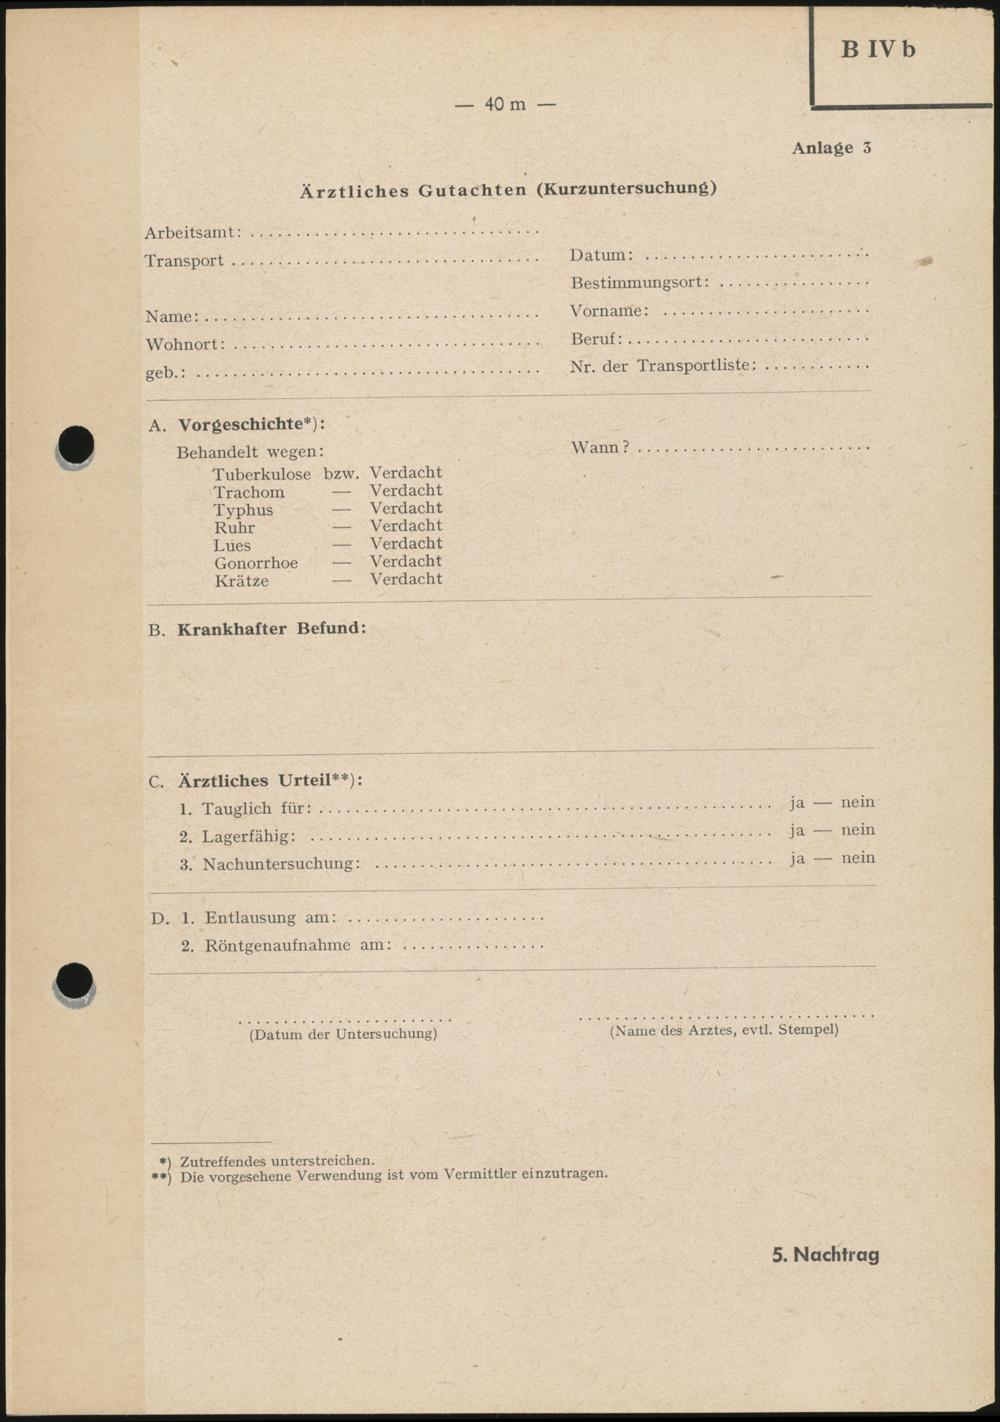 B IV b
— 40 m —
Anlage 3
Ärztliches Gutachten (Kurzuntersuchung)
Arbeitsamt: ................................
Transport ................................
Datum: .........................
Bestimmungsort: .................
Name: ....................................
Vorname: .......................
Wohnort: .................................
Beruf: ...........................
geb.: ......................................
Nr. der Transportliste: ............
A. Vorgeschichte*):
Behandelt wegen:
Wann? ..........................
Tuberkulose bzw. Verdacht
Trachom — Verdacht
Typhus — Verdacht
Ruhr — Verdacht
Lues — Verdacht
Gonorrhoe — Verdacht
Krätze — Verdacht
B. Krankhafter Befund:
C. Ärztliches Urteil**):
1. Tauglich für: .................................................. ja — nein
2. Lagerfähig: .................................................. ja — nein
3. Nachuntersuchung: ............................................ ja — nein
D. 1. Entlausung am: ......................
2. Röntgenaufnahme am: ................
(Datum der Untersuchung)
(Name des Arztes, evtl. Stempel)
*) Zutreffendes unterstreichen.
**) Die vorgesehene Verwendung ist vom Vermittler einzutragen.
5. Nachtrag